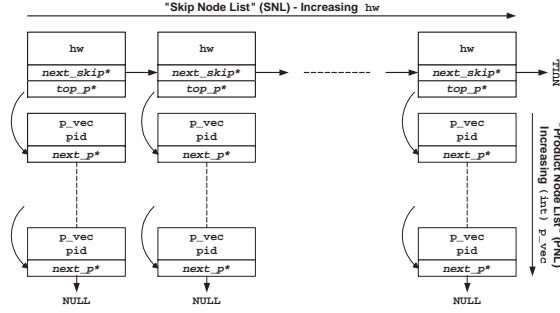 "Skip Node List" (SNL) - Increasing hw
hw hw hw
next_skip* next_skip* next_skip* NULL
top_p* top_p* top_p*
p_vec p_vec p_vec
pid pid pid
next_p* next_p* next_p*
p_vec p_vec p_vec
pid pid pid
next_p* next_p* next_p*
NULL NULL NULL
"Product Node List" (PNL)
Increasing (int) p_vec